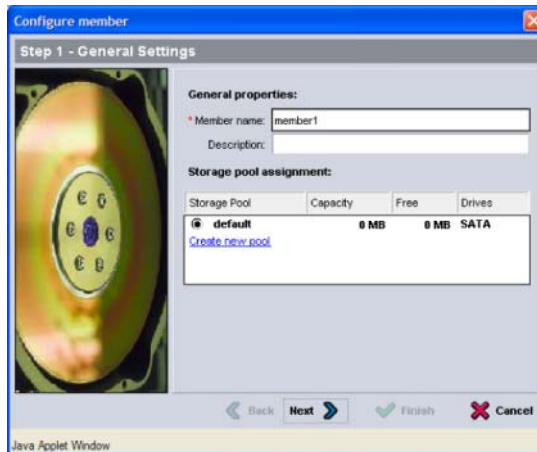 Configure member
Step 1 - General Settings
General properties:
* Member name: member1
Description:
Storage pool assignment:
Storage Pool Capacity Free Drives
default 0 MB 0 MB SATA
Create new pool
Back Next Finish Cancel
Java Applet Window